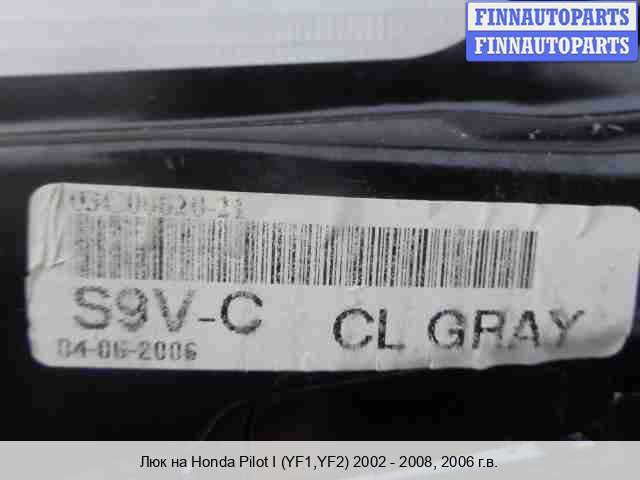 FINNAUTOPARTS
FINNAUTOPARTS
S9V-C CL GRAY
04-06-2006
Люк на Honda Pilot I (YF1,YF2) 2002 - 2008, 2006 г.в.